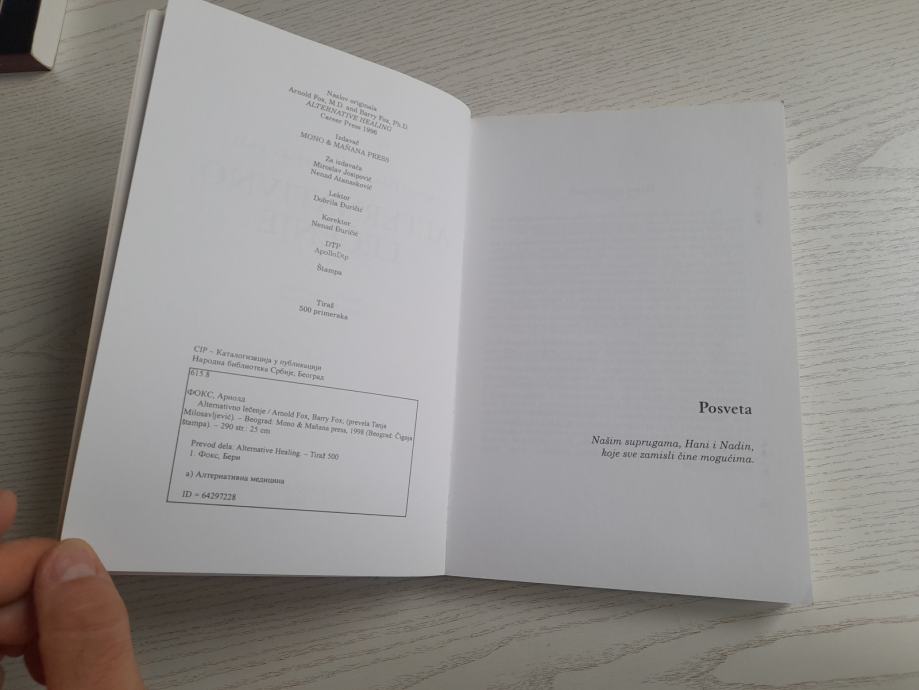 Naslov originala
Arnold Fox, M.D. and Barry Fox, Ph.D.
ALTERNATIVE HEALING
Career Press 1996
Izdavač
MONO & MAÑANA PRESS
Za izdavača
Miroslav Josipović
Nenad Atanasković
Lektor
Dobrila Đuričić
Korektor
Nenad Đuričić
DTP
ApolloDtp
Štampa
Tiraž
500 primeraka
CIP – Каталогизација у публикацији
Народна библиотека Србије, Београд
615.8
ФОКС, Арнолд
Alternativno lečenje / Arnold Fox, Barry Fox; (prevela Tanja
Milosavljević). – Beograd: Mono & Mañana press, 1998 (Beograd: Čigoja
štampa). – 290 str.: 25 cm
Prevod dela: Alternative Healing. – Tiraž 500
1. Фокс, Бери
a) Алтернативна медицина
ID = 64297228
Posveta
Našim suprugama, Hani i Nadin,
koje sve zamisli čine mogućima.